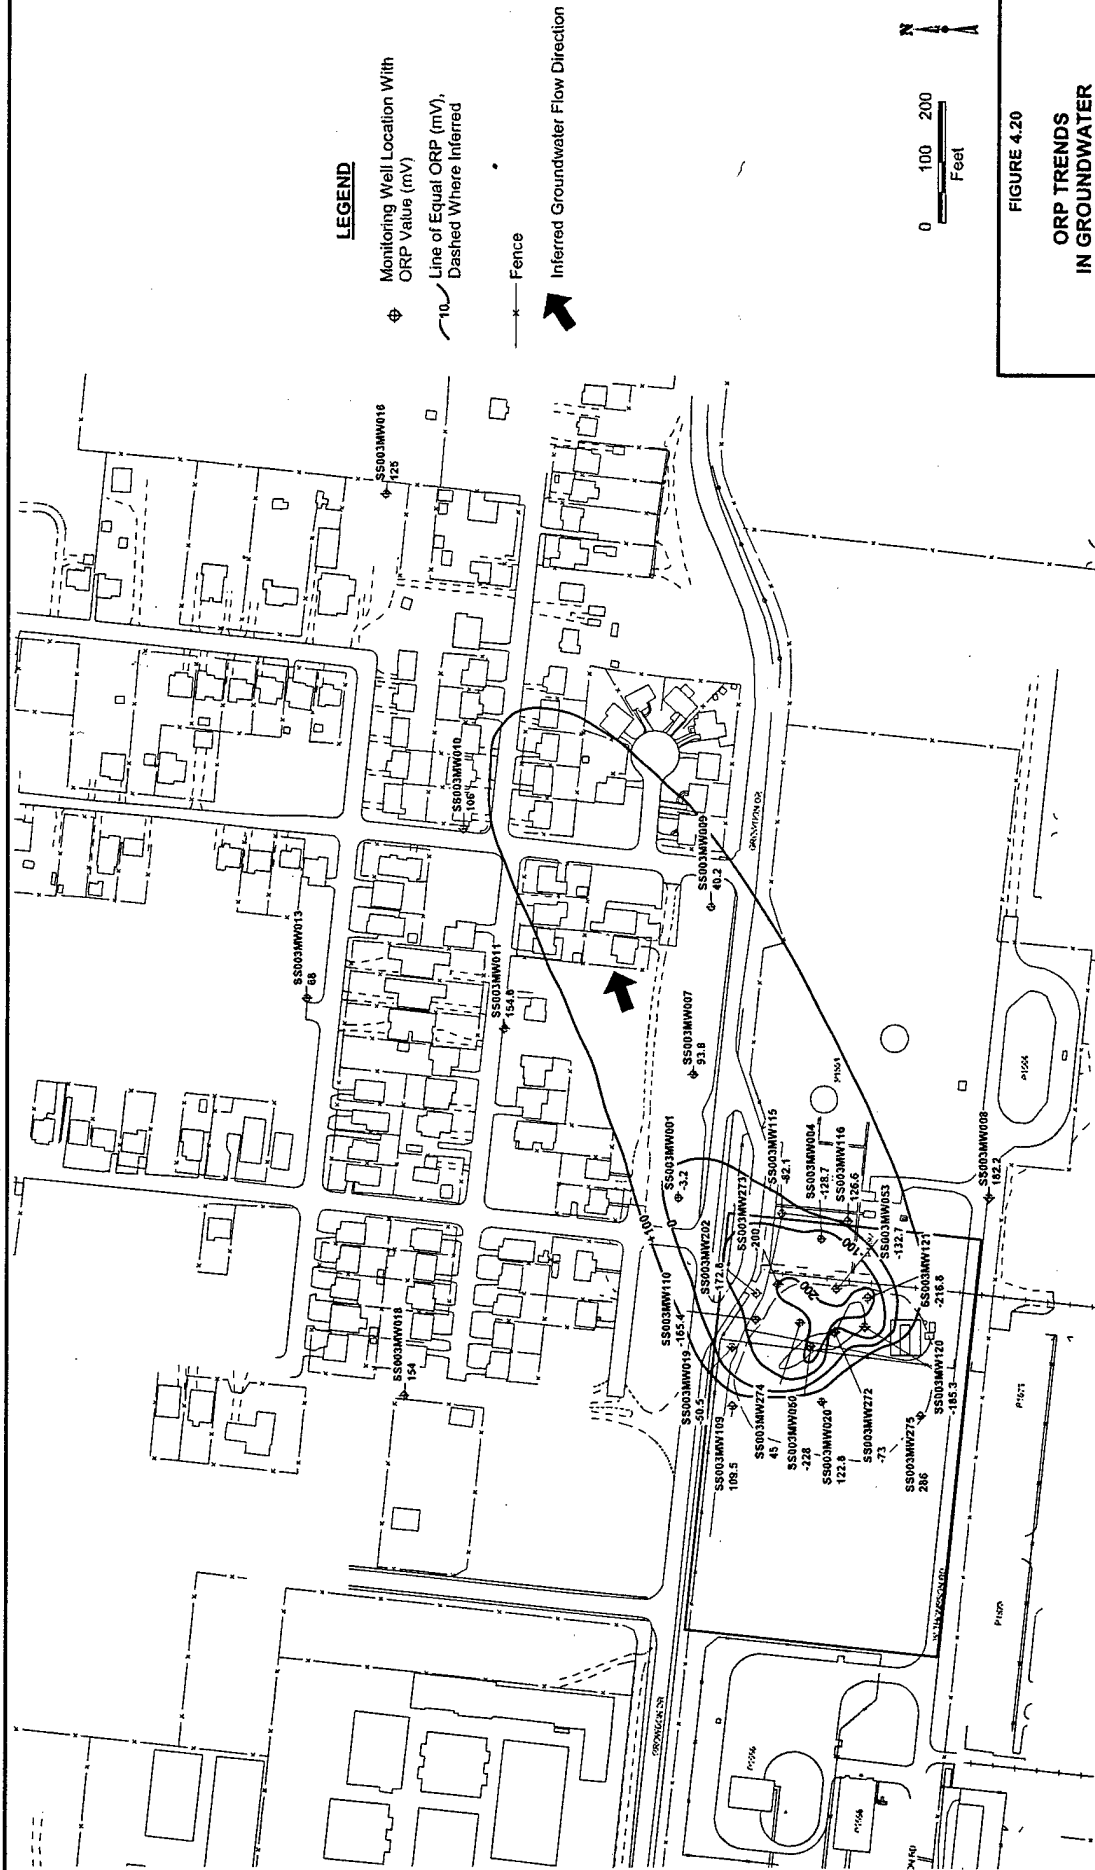 LEGEND
Monitoring Well Location With
ORP Value (mV)
10
Line of Equal ORP (mV),
Dashed Where Inferred
Fence
Inferred Groundwater Flow Direction
N
0 100 200
Feet
FIGURE 4.20
ORP TRENDS
IN GROUNDWATER
SS003MW016
125
SS003MW010
106
SS003MW013
68
SS003MW011
154.6
SS003MW009
40.2
SS003MW007
93.8
SS003MW001
-3.2
SS003MW018
154
SS003MW115
-82.1
SS003MW004
-128.7
SS003MW116
126.6
SS003MW053
-132.7
SS003MW008
182.2
SS003MW273
-200
SS003MW202
-172.8
SS003MW110
-165.4
SS003MW019
-50.5
SS003MW109
109.5
SS003MW274
45
SS003MW050
-228
SS003MW020
122.8
SS003MW272
-73
SS003MW275
286
SS003MW120
-185.3
SS003MW121
-216.8
+100
0
-100
-200
P1551
P1504